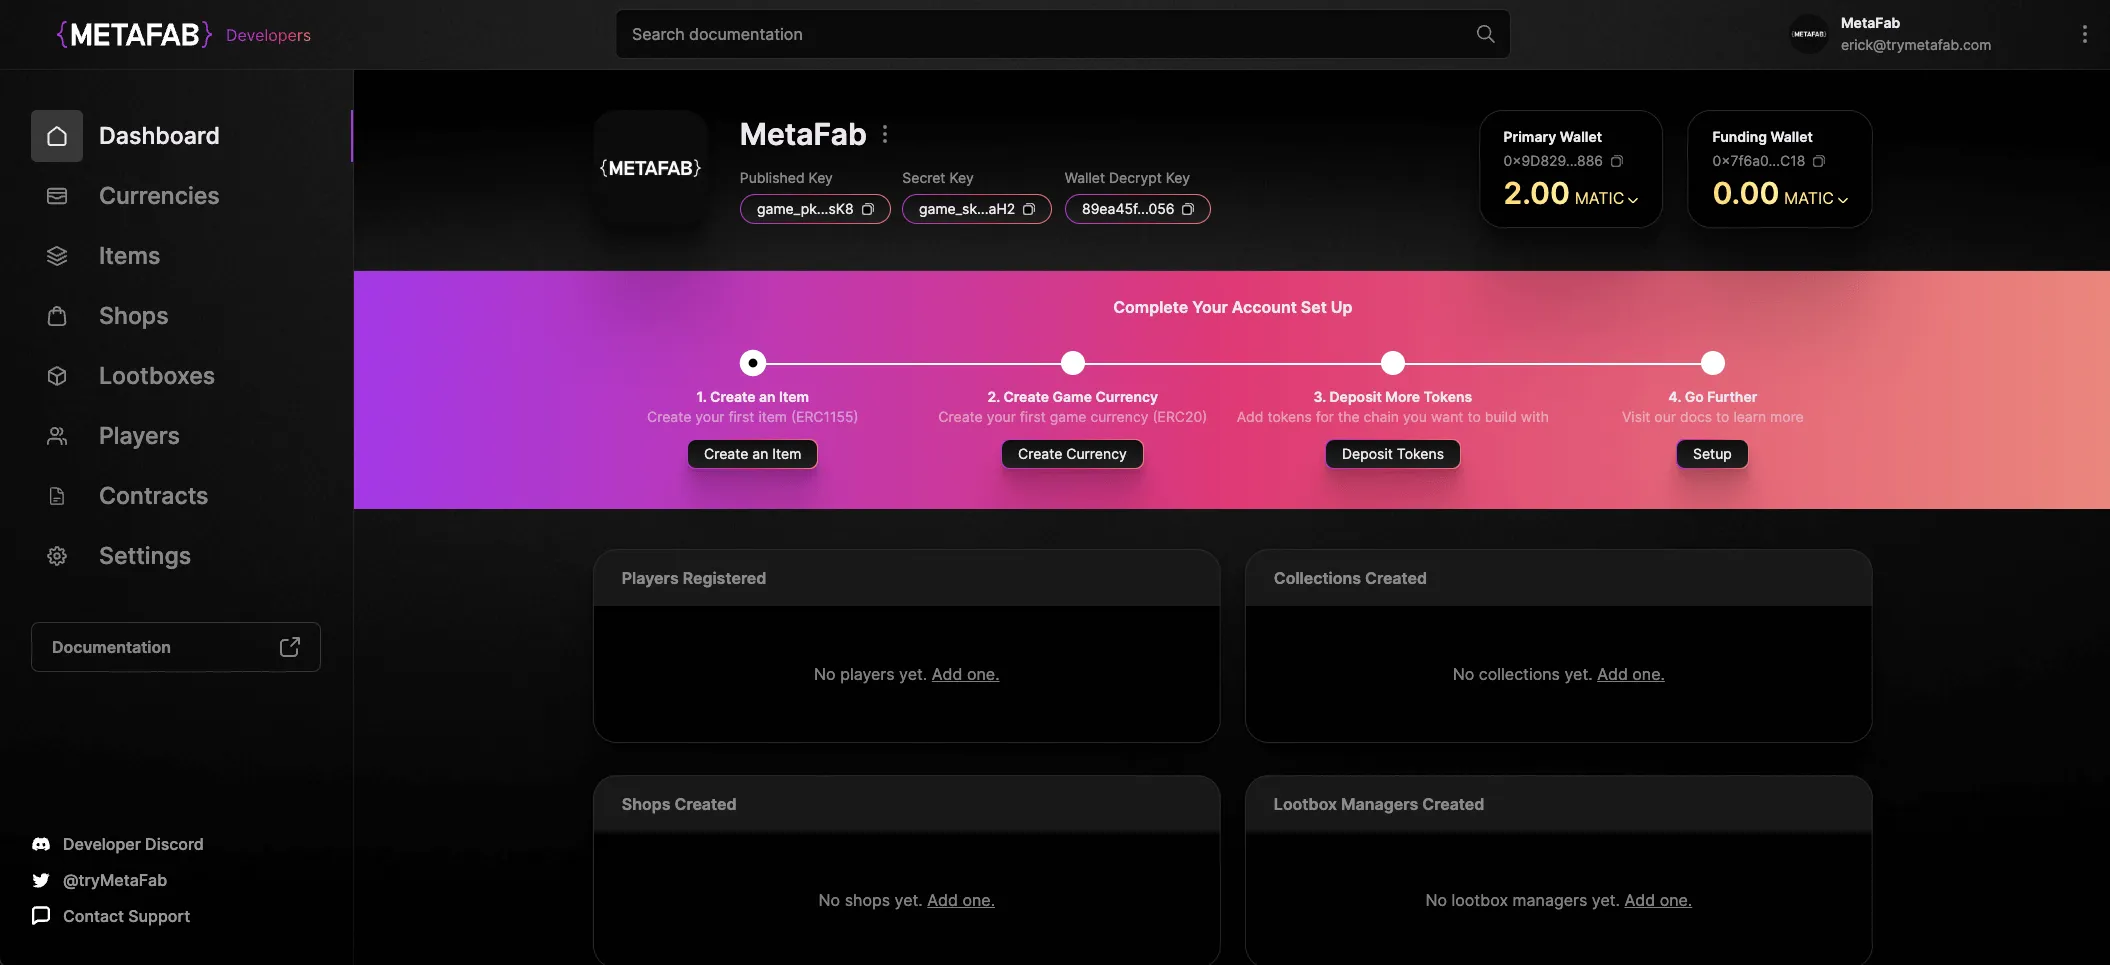 {METAFAB} Developers
Search documentation
{METAFAB}
MetaFab
erick@trymetafab.com
Dashboard
Currencies
Items
Shops
Lootboxes
Players
Contracts
Settings
Documentation
Developer Discord
@tryMetaFab
Contact Support
{METAFAB}
MetaFab
Published Key
game_pk...sK8
Secret Key
game_sk...aH2
Wallet Decrypt Key
89ea45f...056
Primary Wallet
0x9D829...886
2.00 MATIC
Funding Wallet
0x7f6a0...C18
0.00 MATIC
Complete Your Account Set Up
1. Create an Item
Create your first item (ERC1155)
Create an Item
2. Create Game Currency
Create your first game currency (ERC20)
Create Currency
3. Deposit More Tokens
Add tokens for the chain you want to build with
Deposit Tokens
4. Go Further
Visit our docs to learn more
Setup
Players Registered
No players yet. Add one.
Collections Created
No collections yet. Add one.
Shops Created
No shops yet. Add one.
Lootbox Managers Created
No lootbox managers yet. Add one.